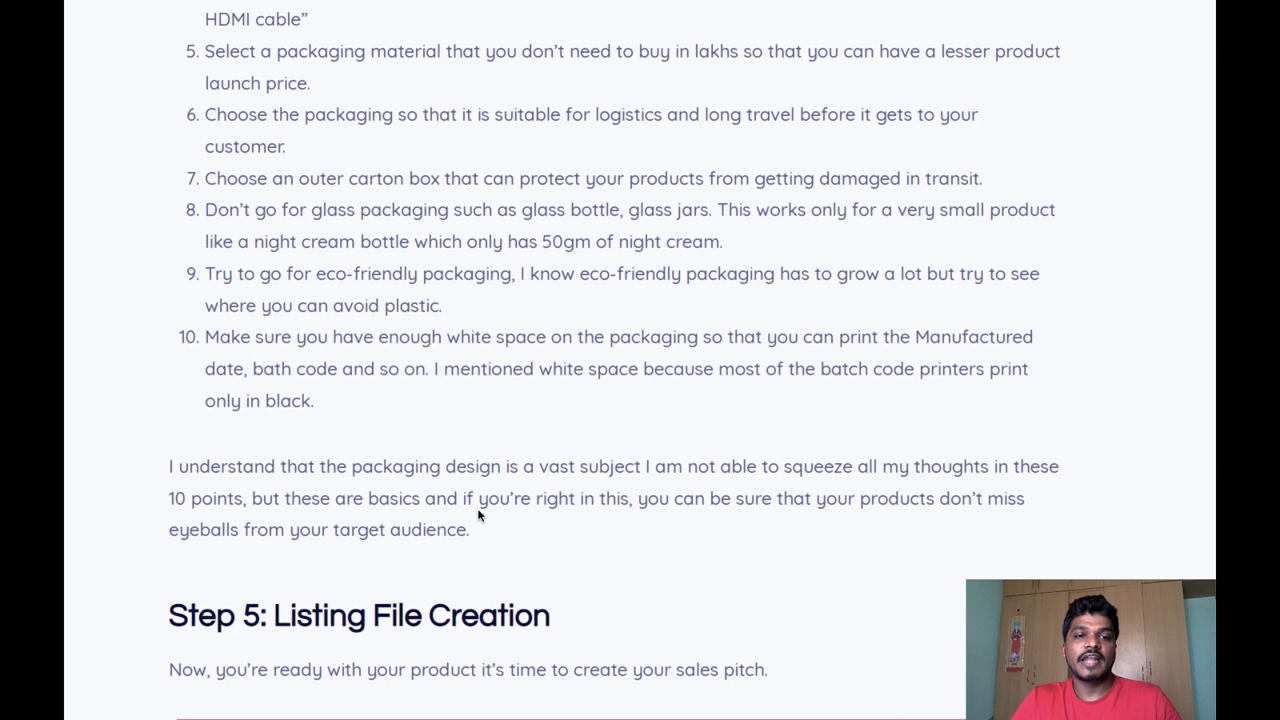 HDMI cable”
5. Select a packaging material that you don’t need to buy in lakhs so that you can have a lesser product
launch price.
6. Choose the packaging so that it is suitable for logistics and long travel before it gets to your
customer.
7. Choose an outer carton box that can protect your products from getting damaged in transit.
8. Don’t go for glass packaging such as glass bottle, glass jars. This works only for a very small product
like a night cream bottle which only has 50gm of night cream.
9. Try to go for eco-friendly packaging, I know eco-friendly packaging has to grow a lot but try to see
where you can avoid plastic.
10. Make sure you have enough white space on the packaging so that you can print the Manufactured
date, bath code and so on. I mentioned white space because most of the batch code printers print
only in black.
I understand that the packaging design is a vast subject I am not able to squeeze all my thoughts in these
10 points, but these are basics and if you’re right in this, you can be sure that your products don’t miss
eyeballs from your target audience.
Step 5: Listing File Creation
Now, you’re ready with your product it’s time to create your sales pitch.